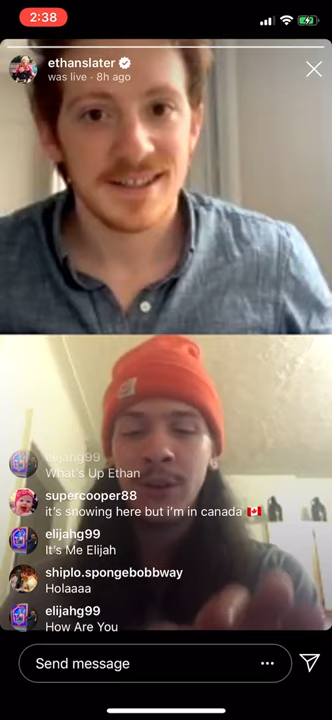 2:38
ethanslater
was live · 8h ago
elijahg99
What's Up Ethan
supercooper88
it's snowing here but i'm in canada 🇨🇦
elijahg99
It's Me Elijah
shiplo.spongebobbway
Holaaaa
elijahg99
How Are You
Send message